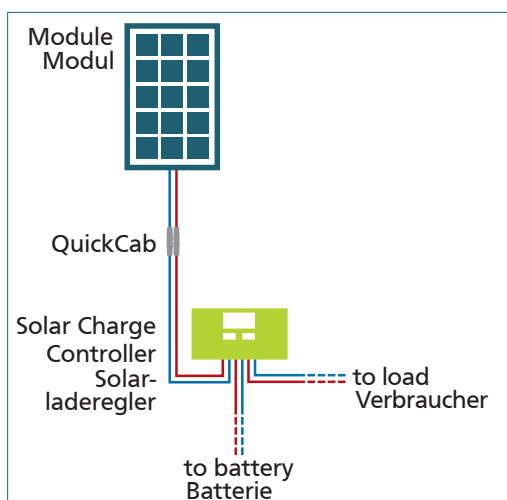 Module
Modul
QuickCab
Solar Charge
Controller
Solar-
laderegler
to load
Verbraucher
to battery
Batterie